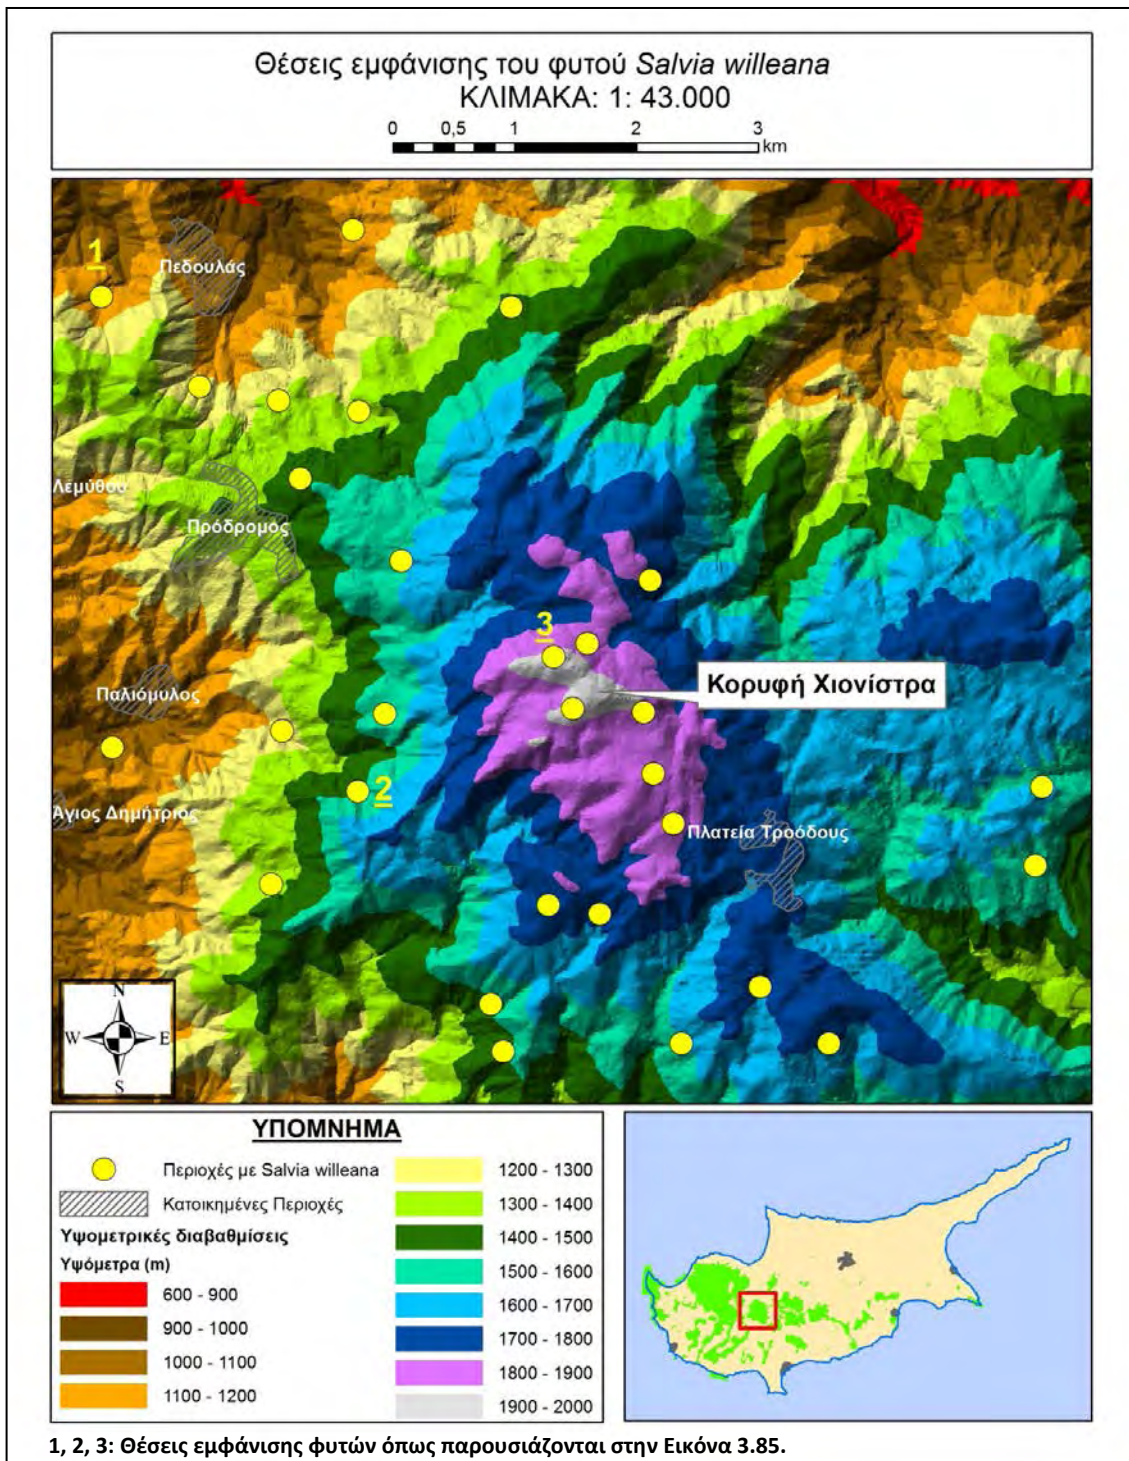 Θέσεις εμφάνισης του φυτού Salvia willeana
ΚΛΙΜΑΚΑ: 1: 43.000
0 0,5 1 2 3
km
1
Πεδουλάς
Λεμύθου
Πρόδρομος
3
Κορυφή Χιονίστρα
Παλιόμυλος
2
Άγιος Δημήτριος
Πλατεία Τροόδους
N
W E
S
ΥΠΟΜΝΗΜΑ
Περιοχές με Salvia willeana
Κατοικημένες Περιοχές
Υψομετρικές διαβαθμίσεις
Υψόμετρα (m)
600 - 900
900 - 1000
1000 - 1100
1100 - 1200
1200 - 1300
1300 - 1400
1400 - 1500
1500 - 1600
1600 - 1700
1700 - 1800
1800 - 1900
1900 - 2000
1, 2, 3: Θέσεις εμφάνισης φυτών όπως παρουσιάζονται στην Εικόνα 3.85.